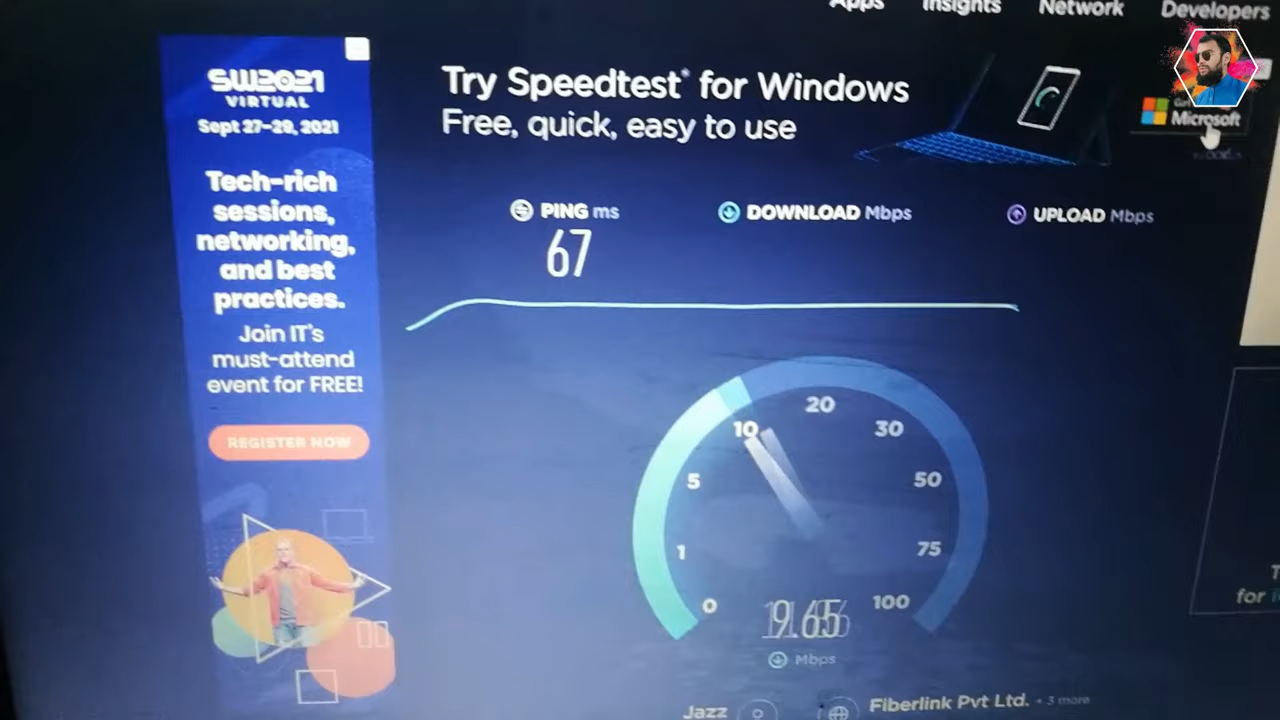 Apps
Insights
Network
Developers
SW2021
VIRTUAL
Sept 27-29, 2021
Tech-rich
sessions,
networking,
and best
practices.
Join IT's
must-attend
event for FREE!
REGISTER NOW
Try Speedtest® for Windows
Free, quick, easy to use
Microsoft
PING ms
67
DOWNLOAD Mbps
UPLOAD Mbps
0
1
5
10
20
30
50
75
100
Mbps
Jazz
Fiberlink Pvt Ltd. • 3 more
for